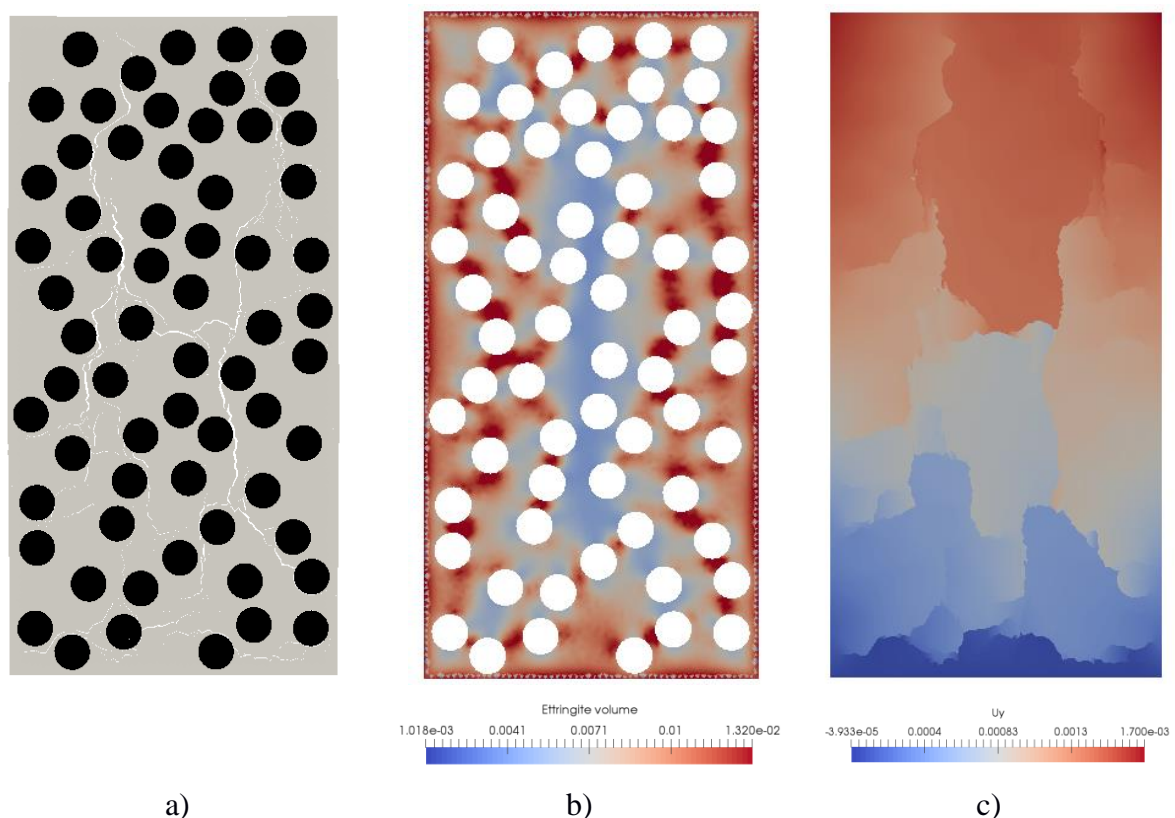 Ettringite volume
1.018e-03 0.0041 0.0071 0.01 1.320e-02
Uy
-3.933e-05 0.0004 0.00083 0.0013 1.700e-03
a) b) c)